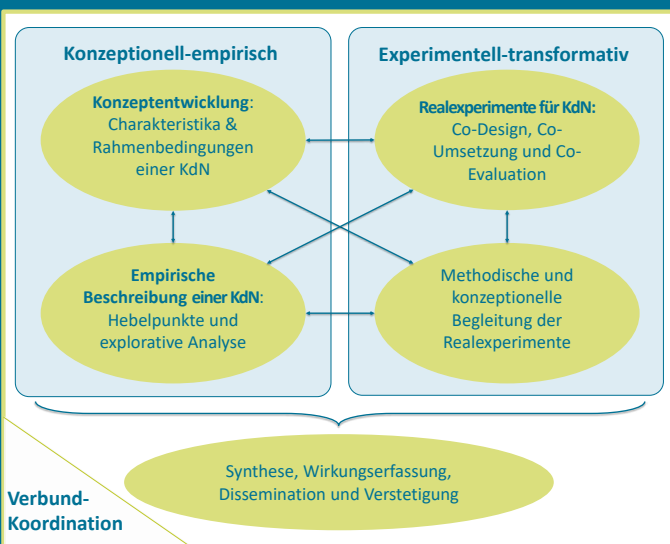 Konzeptionell-empirisch
Konzeptentwicklung:
Charakteristika &
Rahmenbedingungen
einer KdN
Empirische
Beschreibung einer KdN:
Hebelpunkte und
explorative Analyse
Experimentell-transformativ
Realexperimente für KdN:
Co-Design, Co-
Umsetzung und Co-
Evaluation
Methodische und
konzeptionelle
Begleitung der
Realexperimente
Synthese, Wirkungserfassung,
Dissemination und Verstetigung
Verbund-
Koordination